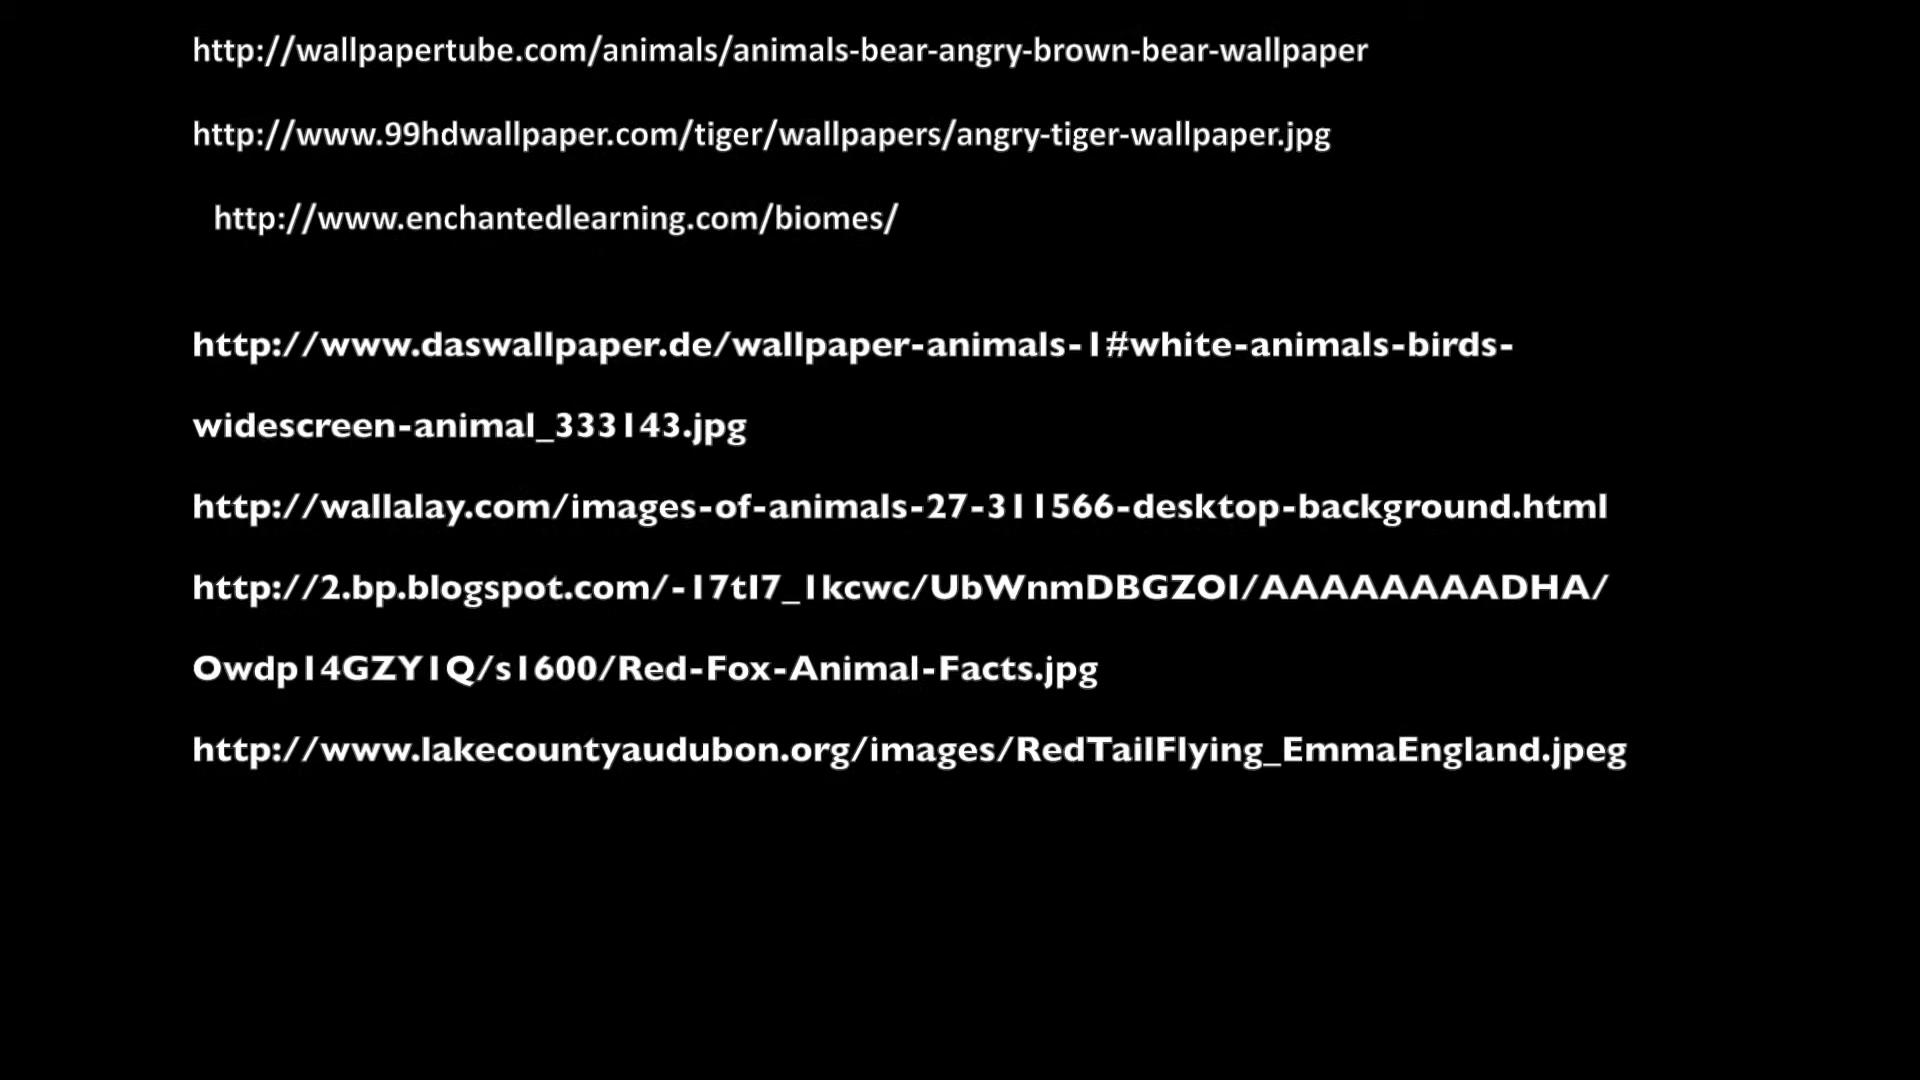 http://wallpapertube.com/animals/animals-bear-angry-brown-bear-wallpaper
http://www.99hdwallpaper.com/tiger/wallpapers/angry-tiger-wallpaper.jpg
http://www.enchantedlearning.com/biomes/
http://www.daswallpaper.de/wallpaper-animals-1#white-animals-birds-
widescreen-animal_333143.jpg
http://wallalay.com/images-of-animals-27-311566-desktop-background.html
http://2.bp.blogspot.com/-17tI7_1kcwc/UbWnmDBGZOI/AAAAAAAADHA/
Owdp14GZY1Q/s1600/Red-Fox-Animal-Facts.jpg
http://www.lakecountyaudubon.org/images/RedTailFlying_EmmaEngland.jpeg